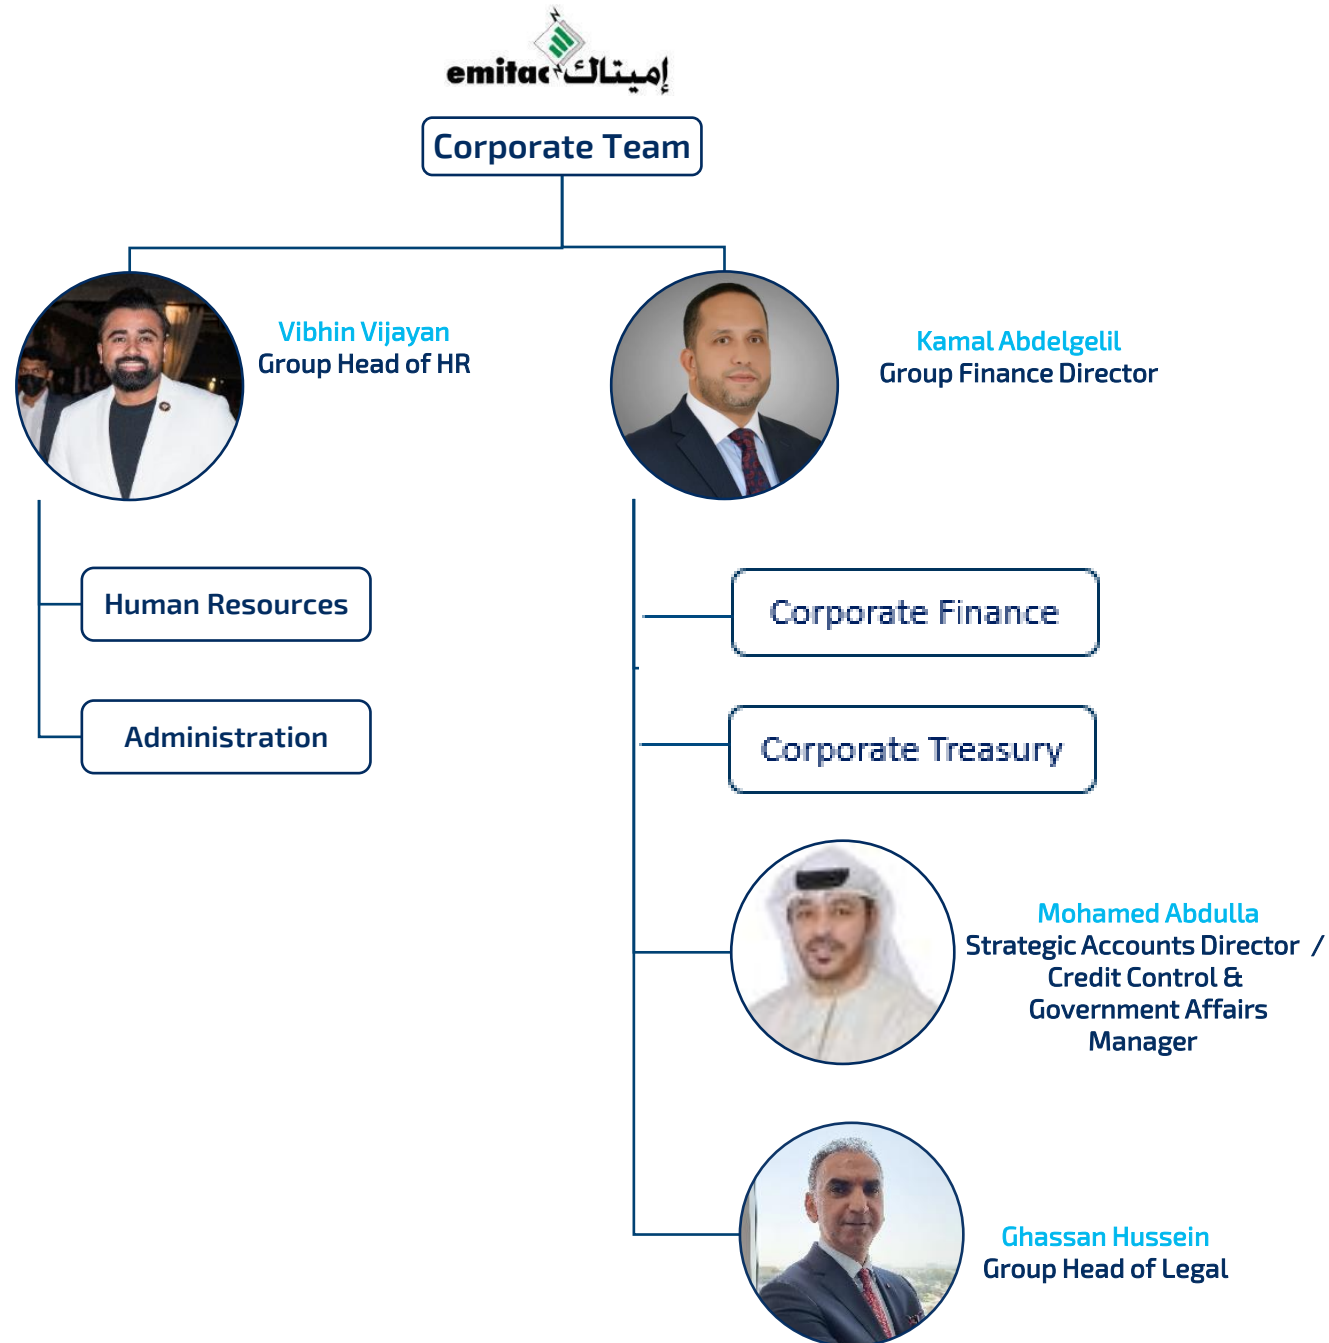 emitac إميتاك
Corporate Team
Vibhin Vijayan
Group Head of HR
Kamal Abdelgelil
Group Finance Director
Human Resources
Corporate Finance
Administration
Corporate Treasury
Mohamed Abdulla
Strategic Accounts Director /
Credit Control &
Government Affairs
Manager
Ghassan Hussein
Group Head of Legal